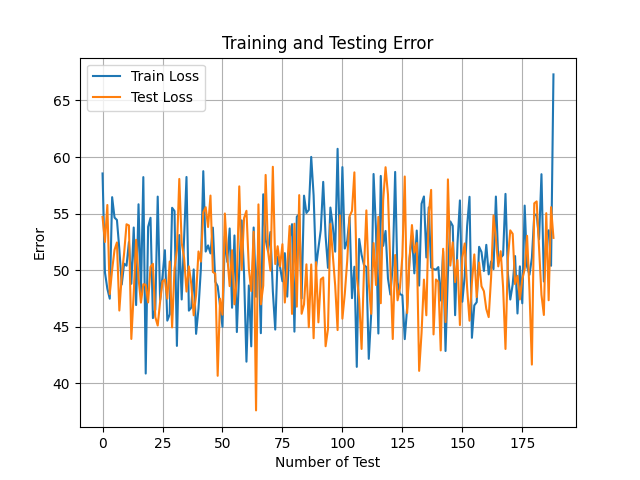 Training and Testing Error
Train Loss
Test Loss
65
60
55
50
45
40
Error
0 25 50 75 100 125 150 175
Number of Test